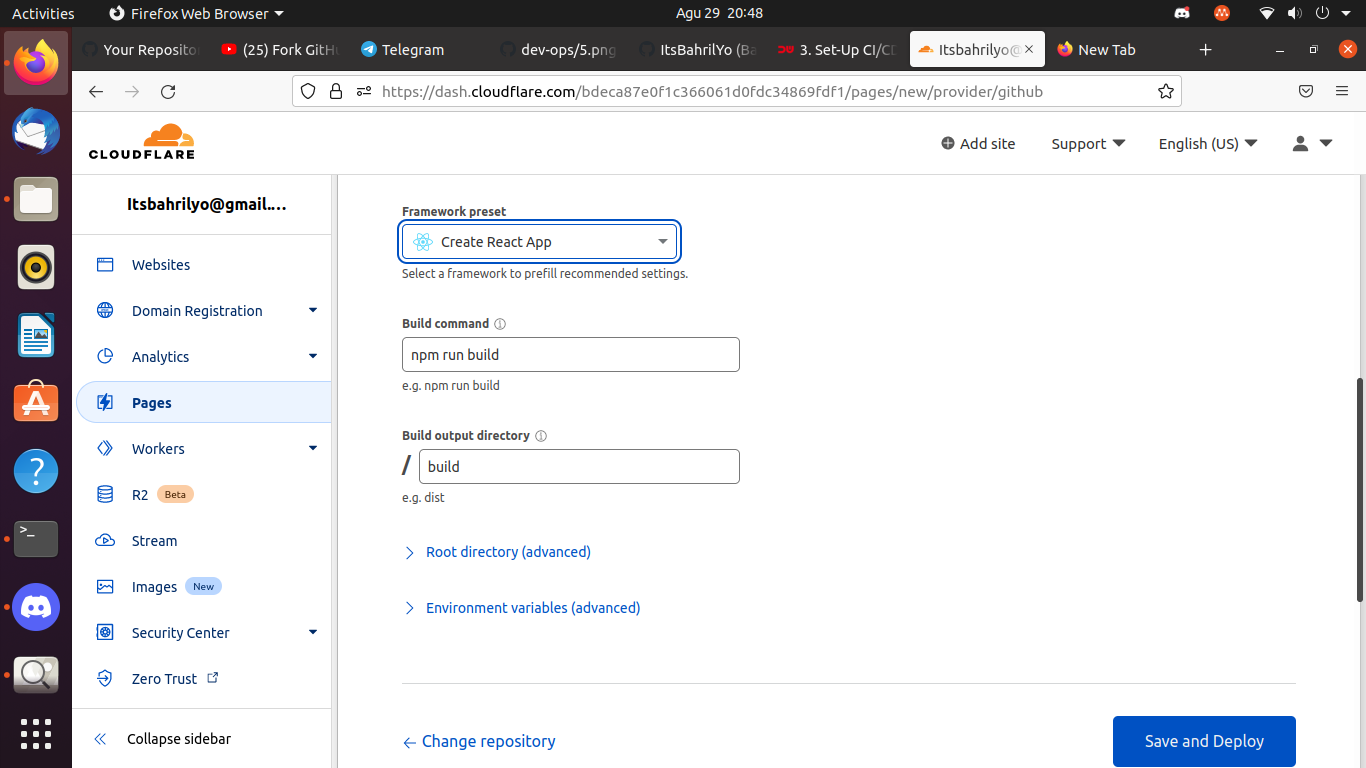 Activities
Firefox Web Browser
Agu 29 20:48
Your Reposito
(25) Fork GitHu
Telegram
dev-ops/5.png
ItsBahrilYo (Ba
3. Set-Up CI/CD
Itsbahrilyo@
New Tab
https://dash.cloudflare.com/bdeca87e0f1c366061d0fdc34869fdf1/pages/new/provider/github
CLOUDFLARE
Add site
Support
English (US)
Itsbahrilyo@gmail....
Websites
Domain Registration
Analytics
Pages
Workers
R2 Beta
Stream
Images New
Security Center
Zero Trust
Collapse sidebar
Framework preset
Create React App
Select a framework to prefill recommended settings.
Build command
npm run build
e.g. npm run build
Build output directory
/ build
e.g. dist
Root directory (advanced)
Environment variables (advanced)
Change repository
Save and Deploy